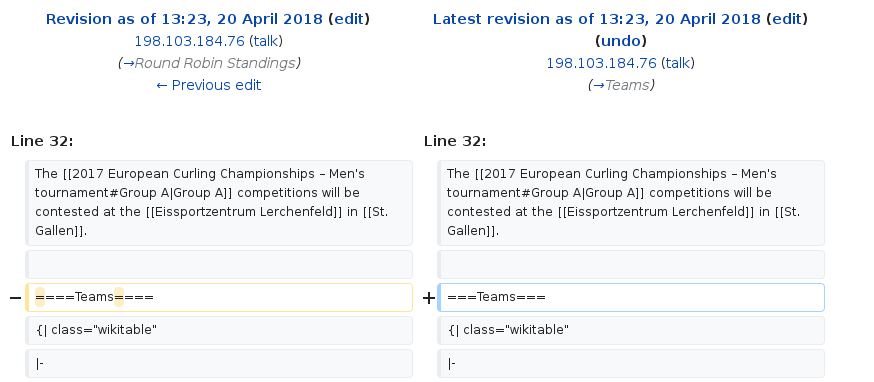 Revision as of 13:23, 20 April 2018 (edit)
198.103.184.76 (talk)
(→Round Robin Standings)
← Previous edit
Latest revision as of 13:23, 20 April 2018 (edit)
(undo)
198.103.184.76 (talk)
(→Teams)
Line 32:
The [[2017 European Curling Championships – Men's
tournament#Group A|Group A]] competitions will be
contested at the [[Eissportzentrum Lerchenfeld]] in [[St.
Gallen]].
− ====Teams====
{| class="wikitable"
|-
Line 32:
The [[2017 European Curling Championships – Men's
tournament#Group A|Group A]] competitions will be
contested at the [[Eissportzentrum Lerchenfeld]] in [[St.
Gallen]].
+ ===Teams===
{| class="wikitable"
|-